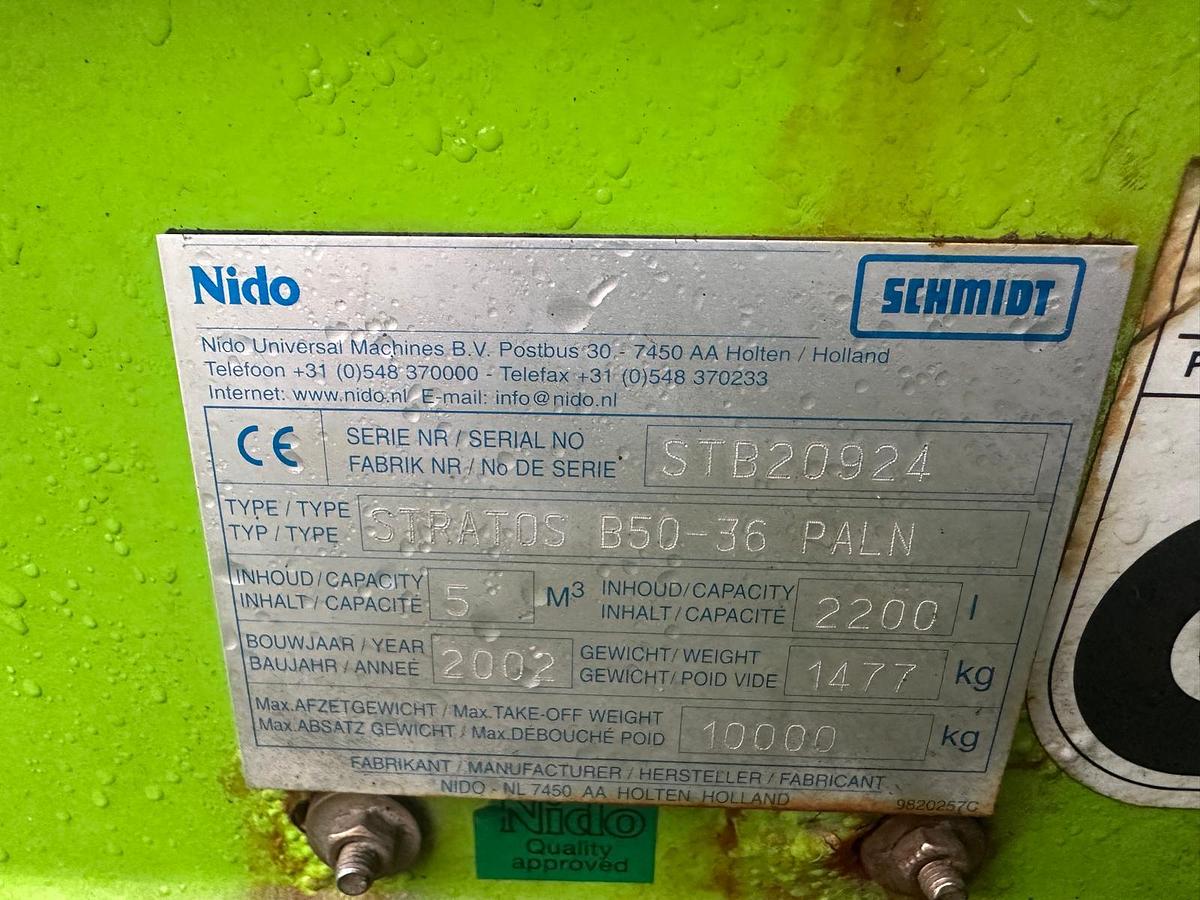 Nido
SCHMIDT
Nido Universal Machines B.V. Postbus 30 - 7450 AA Holten / Holland
Telefoon +31 (0)548 370000 - Telefax +31 (0)548 370233
Internet: www.nido.nl E-mail: info@nido.nl
CE
SERIE NR / SERIAL NO
FABRIK NR / No DE SERIE
STB20924
TYPE / TYPE
TYP / TYPE
STRATOS B50-36 PALN
INHOUD / CAPACITY
INHALT / CAPACITÉ
5 M³
INHOUD / CAPACITY
INHALT / CAPACITÉ
2200 l
BOUWJAAR / YEAR
BAUJAHR / ANNEÉ
2002
GEWICHT / WEIGHT
GEWICHT / POID VIDE
1477 kg
Max.AFZETGEWICHT / Max.TAKE-OFF WEIGHT
Max.ABSATZ GEWICHT / Max.DÉBOUCHÉ POID
10000 kg
FABRIKANT / MANUFACTURER / HERSTELLER / FABRICANT
NIDO - NL 7450 AA HOLTEN HOLLAND
9820257C
Nido
Quality
approved